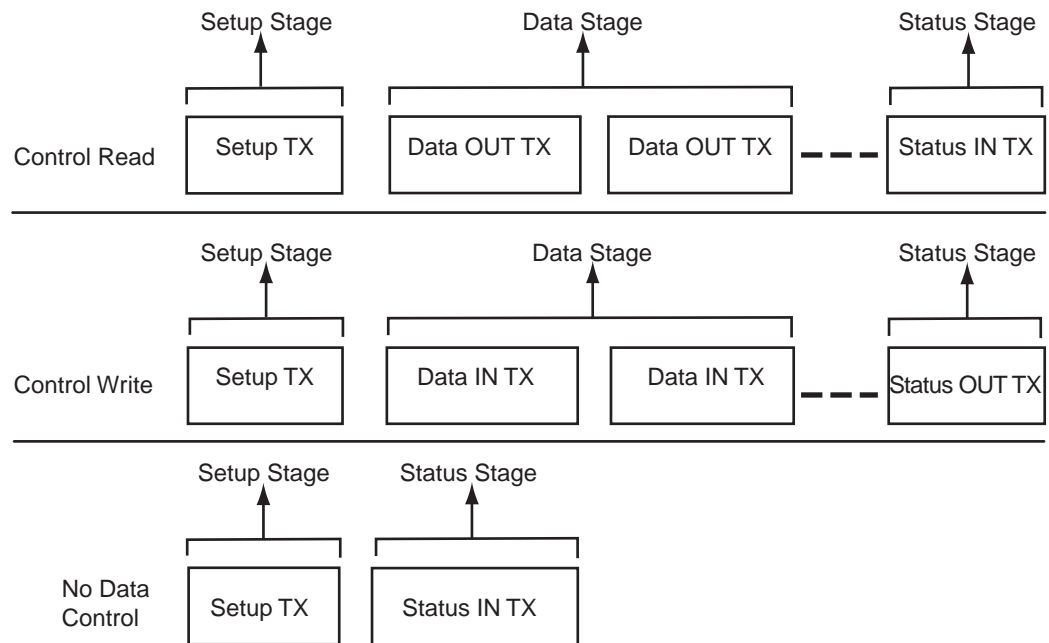 Setup Stage Data Stage Status Stage
Control Read Setup TX Data OUT TX Data OUT TX Status IN TX
Setup Stage Data Stage Status Stage
Control Write Setup TX Data IN TX Data IN TX Status OUT TX
Setup Stage Status Stage
No Data
Control
Setup TX Status IN TX